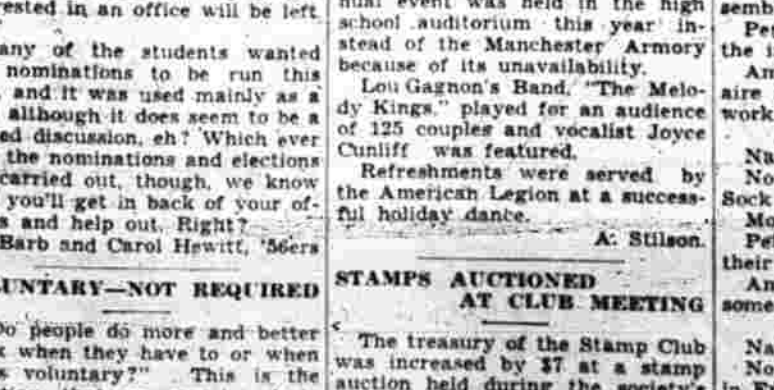 ested in an office will be left
any of the students wanted
nominations to be run this
and it was used mainly as a
although it does seem to be a
ed discussion, eh? Which ever
the nominations and elections
carried out, though, we know
you'll get in back of your of-
s and help out. Right?
Barb and Carol Hewitt, '56ers
UNTARY—NOT REQUIRED
Do people do more and better
k when they have to or when
s voluntary?" This is the
nual event was held in the high
school auditorium this year in-
stead of the Manchester Armory
because of its unavailability.
Lou Gagnon's Band, "The Melo-
dy Kings," played for an audience
of 125 couples and vocalist Joyce
Cunliff was featured.
Refreshments were served by
the American Legion at a success-
ful holiday dance.
A. Stilson.
STAMPS AUCTIONED
AT CLUB MEETING
The treasury of the Stamp Club
was increased by $7 at a stamp
auction held during the
semb
Pe
the i
An
aire
work
Na
No
Sock
Mo
Pe
their
An
some
Na
No